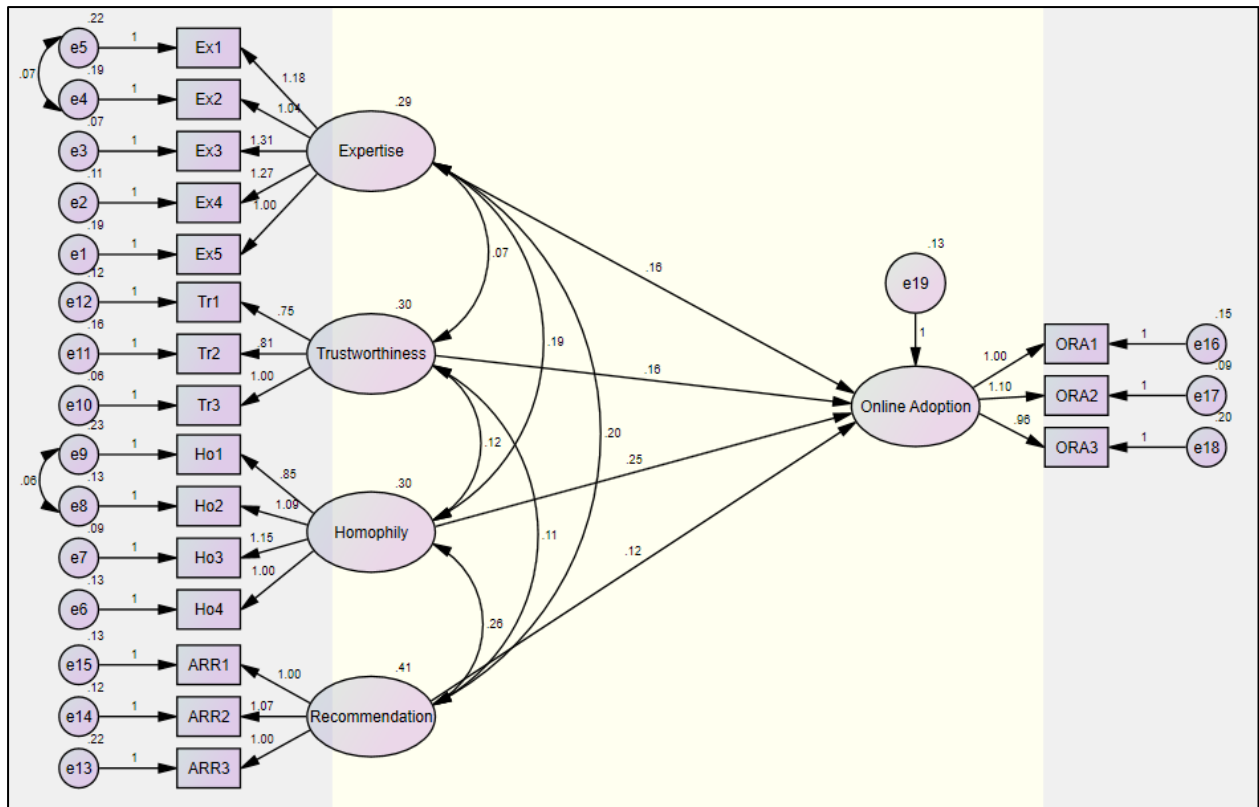 .22
e5
1
Ex1
.07
.19
e4
1
Ex2
1.18
1.04
.29
Expertise
.07
e3
1
Ex3
1.31
.11
e2
1
Ex4
1.27
.19
e1
1
Ex5
1.00
.12
e12
1
Tr1
.75
.30
Trustworthiness
.16
e11
1
Tr2
.81
.06
e10
1
Tr3
1.00
.23
e9
1
Ho1
.85
.30
Homophily
.06
.13
e8
1
Ho2
1.09
.09
e7
1
Ho3
1.15
.13
e6
1
Ho4
1.00
.13
e15
1
ARR1
1.00
.41
Recommendation
.12
e14
1
ARR2
1.07
.22
e13
1
ARR3
1.00
.07
.19
.20
.12
.11
.26
.16
.16
.25
.12
.13
e19
1
Online Adoption
1.00
ORA1
1
.15
e16
1.10
ORA2
1
.09
e17
.96
ORA3
1
.20
e18